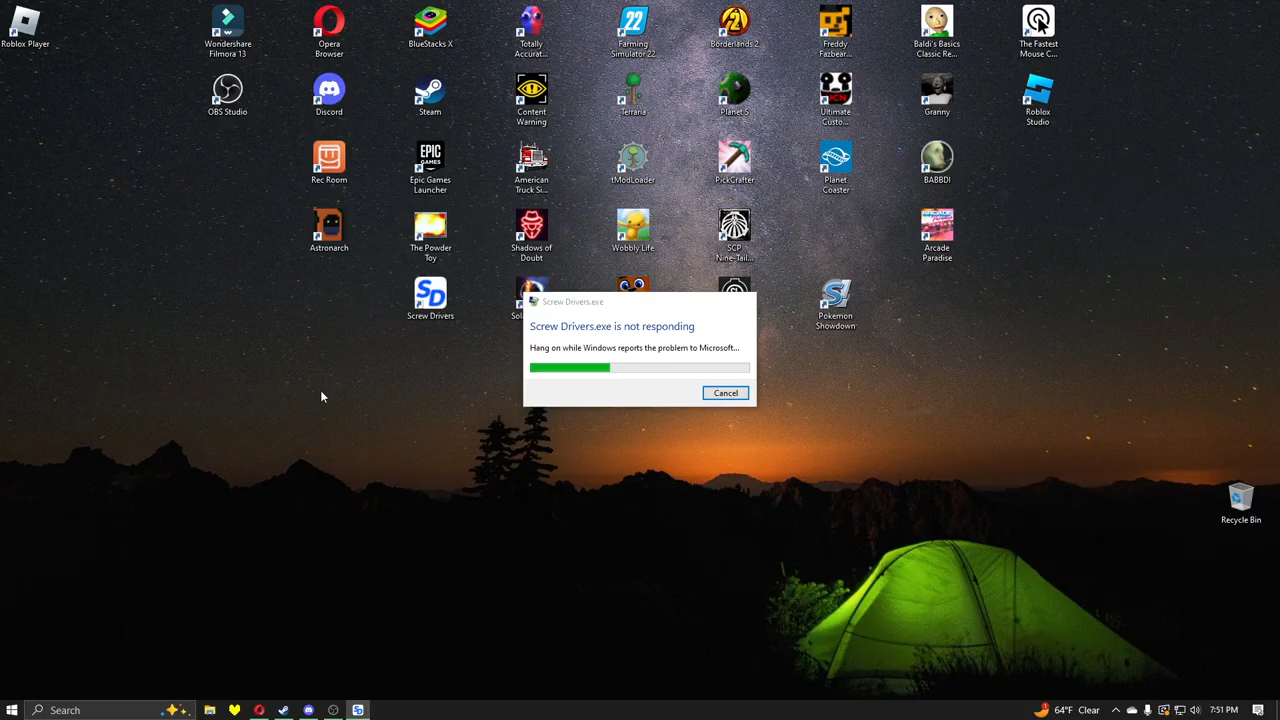 Roblox Player
Wondershare
Filmora 13
Opera
Browser
BlueStacks X
Totally
Accurat...
Farming
Simulator 22
Borderlands 2
Freddy
Fazbear...
Baldi's Basics
Classic Re...
The Fastest
Mouse C...
OBS Studio
Discord
Steam
Content
Warning
Terraria
Planet S
Ultimate
Custo...
Granny
Roblox
Studio
Rec Room
EPIC
GAMES
Epic Games
Launcher
American
Truck Si...
tModLoader
PickCrafter
Planet
Coaster
BABBDI
Astronarch
The Powder
Toy
Shadows of
Doubt
Wobbly Life
SCP
Nine-Tail...
Arcade
Paradise
SD
Screw Drivers
Pokemon
Showdown
Screw Drivers.exe
Screw Drivers.exe is not responding
Hang on while Windows reports the problem to Microsoft...
Cancel
Recycle Bin
Search
64°F Clear
7:51 PM